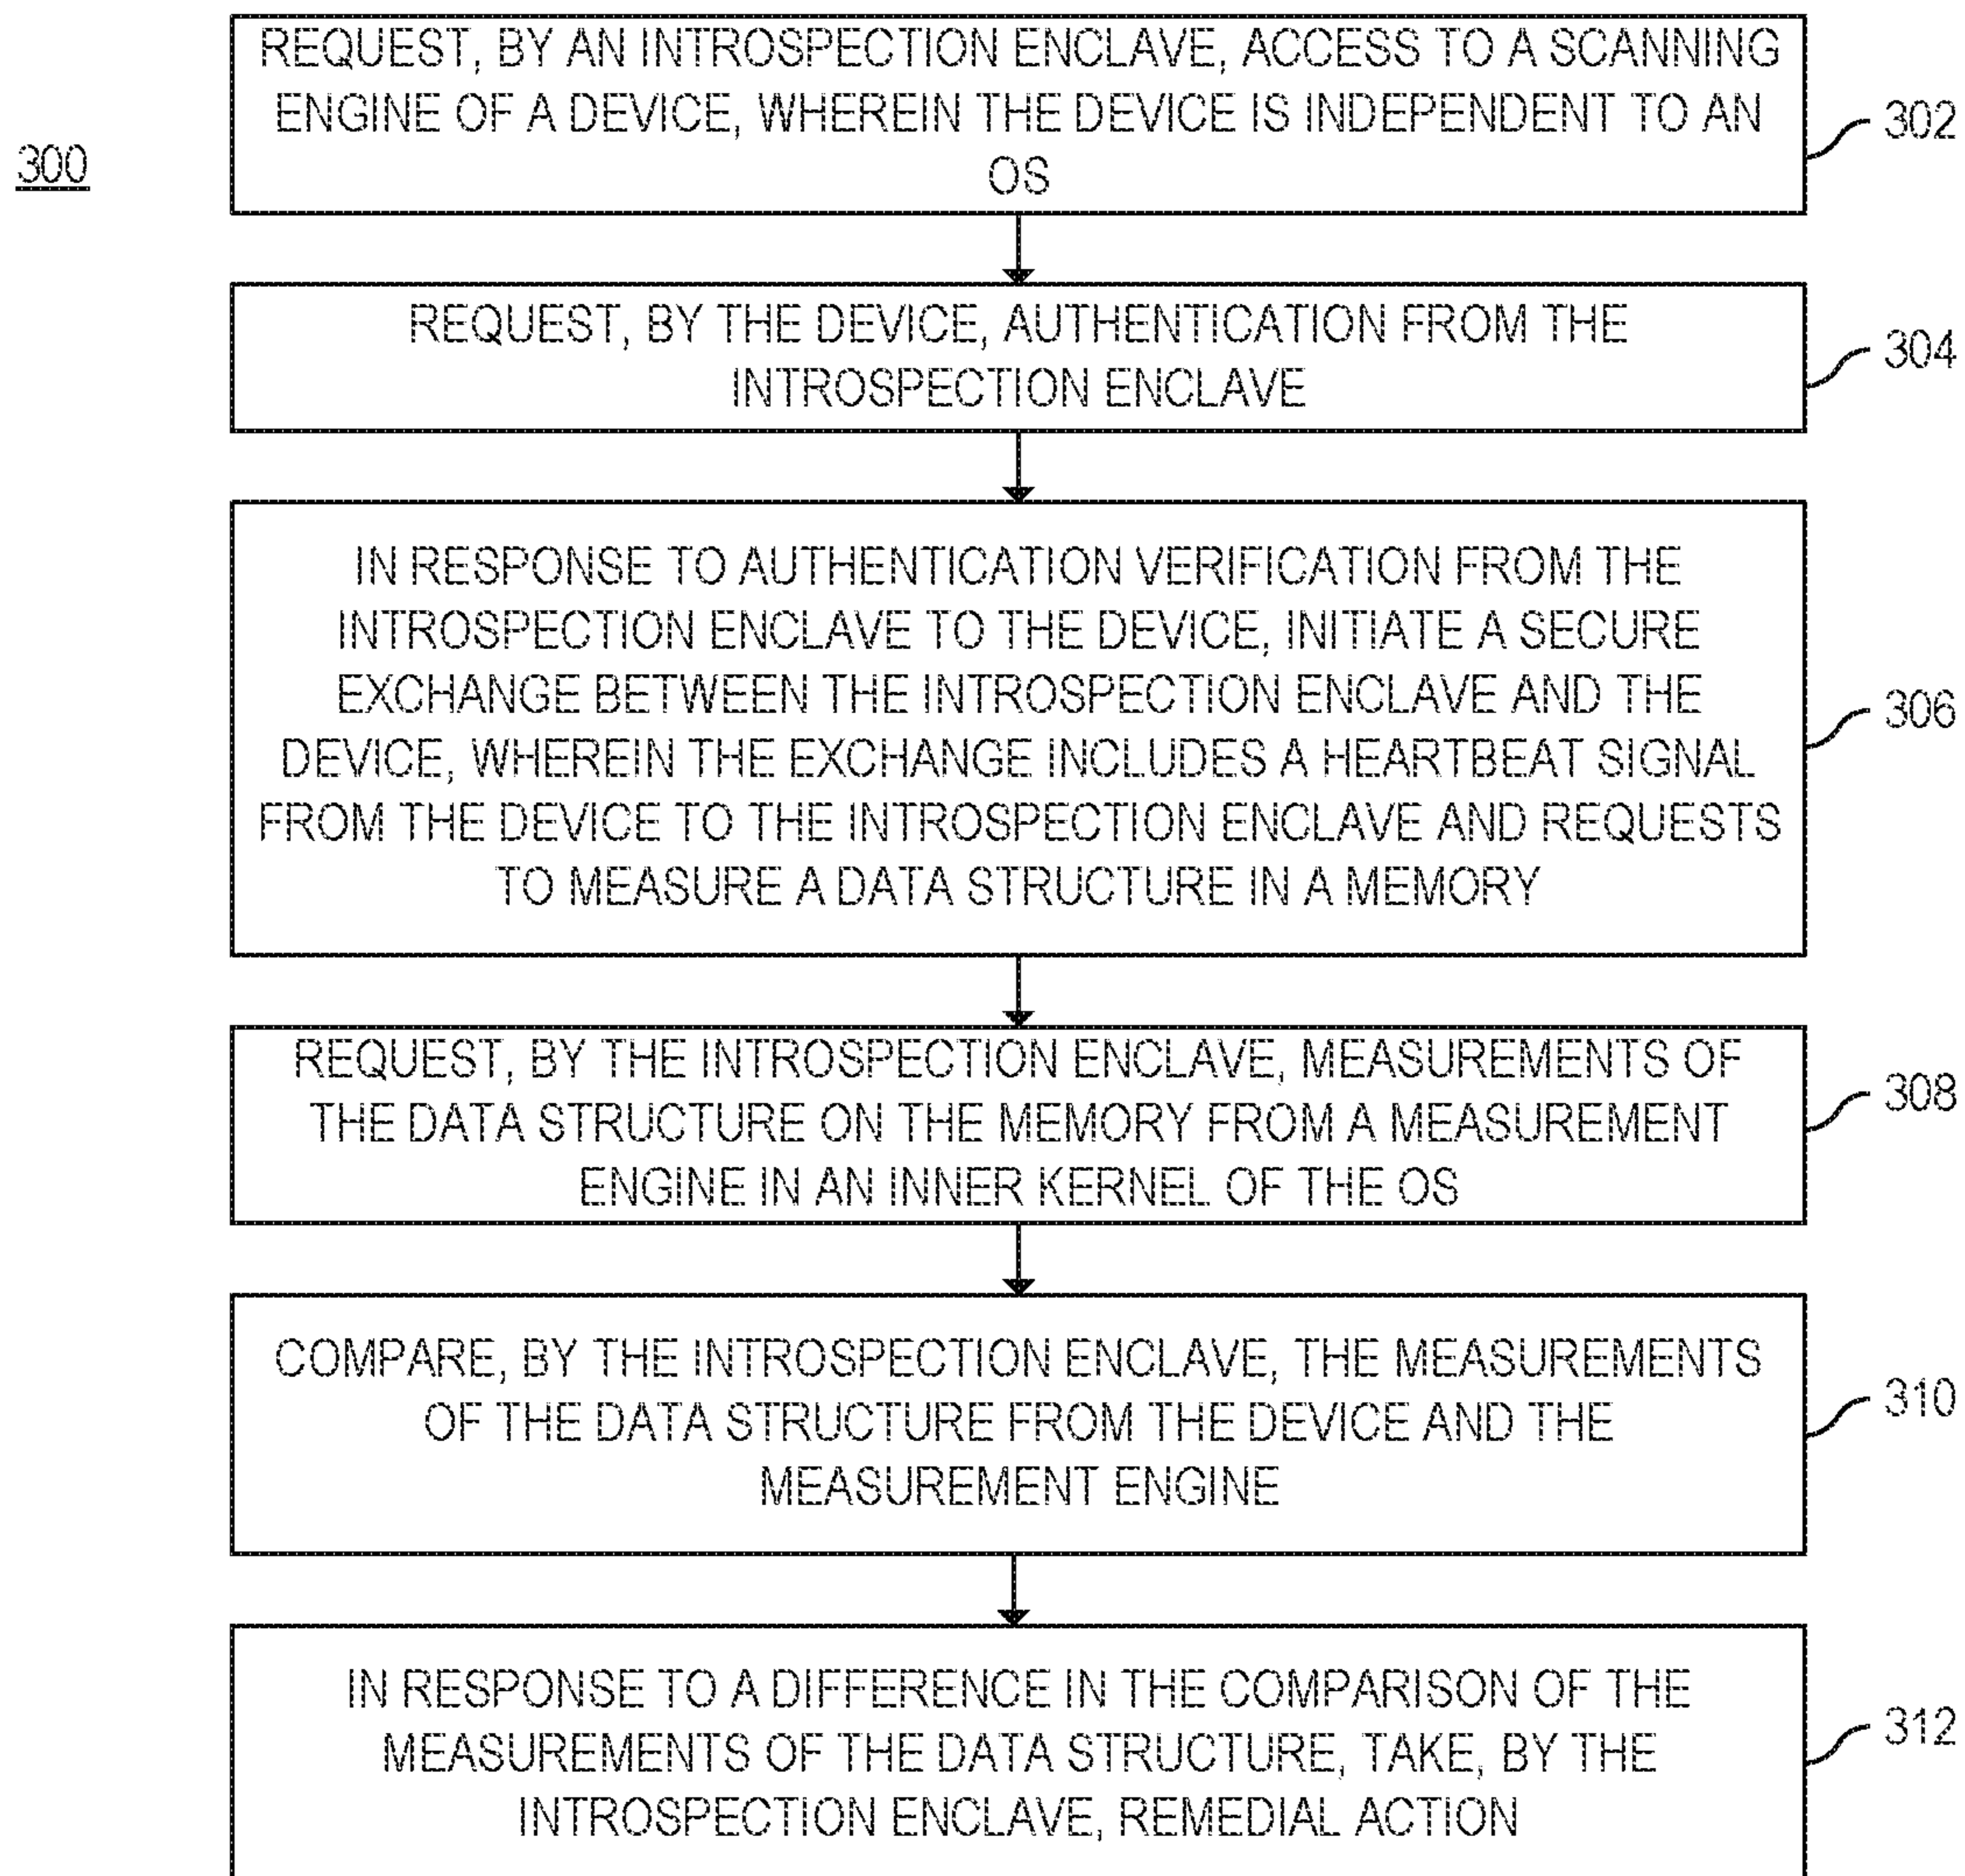 REQUEST, BY AN INTROSPECTION ENCLAVE, ACCESS TO A SCANNING
ENGINE OF A DEVICE, WHEREIN THE DEVICE IS INDEPENDENT TO AN
OS
302
300
REQUEST, BY THE DEVICE, AUTHENTICATION FROM THE
INTROSPECTION ENCLAVE
304
IN RESPONSE TO AUTHENTICATION VERIFICATION FROM THE
INTROSPECTION ENCLAVE TO THE DEVICE, INITIATE A SECURE
EXCHANGE BETWEEN THE INTROSPECTION ENCLAVE AND THE
DEVICE, WHEREIN THE EXCHANGE INCLUDES A HEARTBEAT SIGNAL
FROM THE DEVICE TO THE INTROSPECTION ENCLAVE AND REQUESTS
TO MEASURE A DATA STRUCTURE IN A MEMORY
306
REQUEST, BY THE INTROSPECTION ENCLAVE, MEASUREMENTS OF
THE DATA STRUCTURE ON THE MEMORY FROM A MEASUREMENT
ENGINE IN AN INNER KERNEL OF THE OS
308
COMPARE, BY THE INTROSPECTION ENCLAVE, THE MEASUREMENTS
OF THE DATA STRUCTURE FROM THE DEVICE AND THE
MEASUREMENT ENGINE
310
IN RESPONSE TO A DIFFERENCE IN THE COMPARISON OF THE
MEASUREMENTS OF THE DATA STRUCTURE, TAKE, BY THE
INTROSPECTION ENCLAVE, REMEDIAL ACTION
312